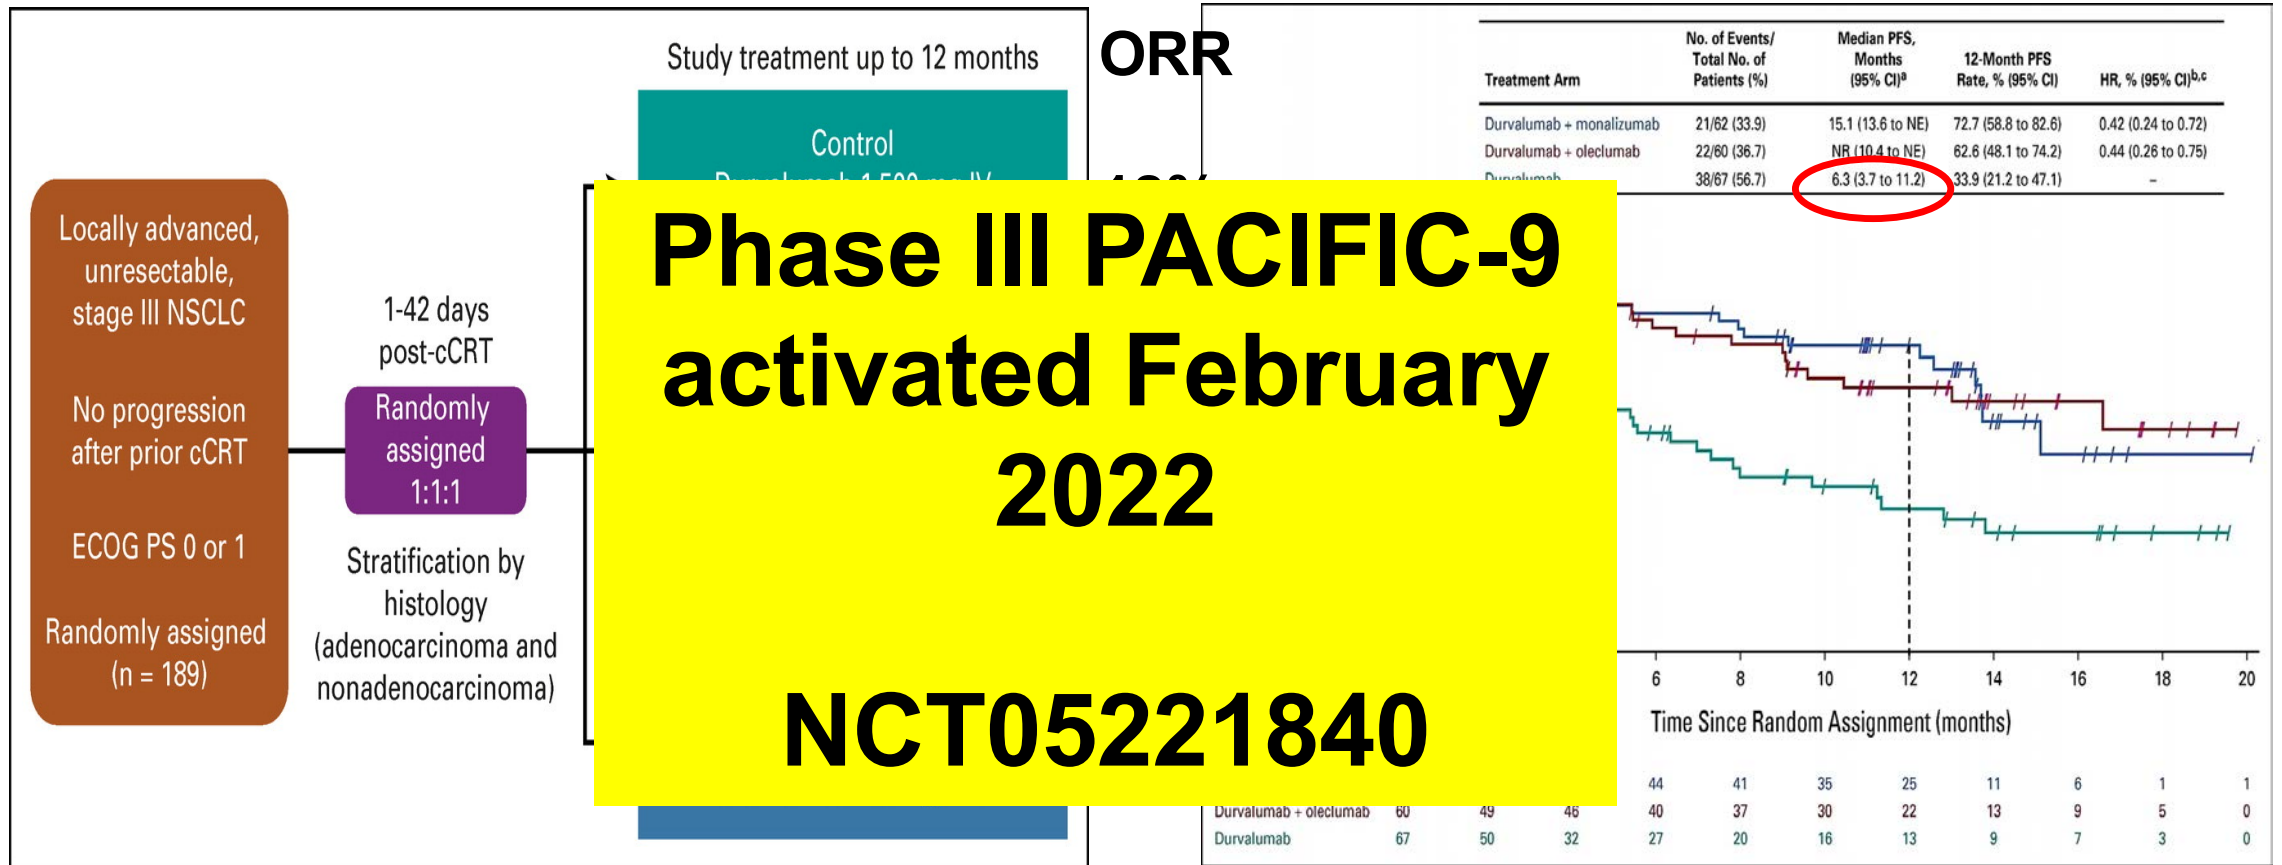 Study treatment up to 12 months
ORR
Control
Locally advanced,
unresectable,
stage III NSCLC
No progression
after prior cCRT
ECOG PS 0 or 1
Randomly assigned
(n = 189)
1-42 days
post-cCRT
Randomly
assigned
1:1:1
Stratification by
histology
(adenocarcinoma and
nonadenocarcinoma)
Phase III PACIFIC-9
activated February
2022
NCT05221840
Treatment Arm No. of Events/ Total No. of Patients (%) Median PFS, Months (95% CI)a 12-Month PFS Rate, % (95% CI) HR, % (95% CI)b,c
Durvalumab + monalizumab 21/62 (33.9) 15.1 (13.6 to NE) 72.7 (58.8 to 82.6) 0.42 (0.24 to 0.72)
Durvalumab + oleclumab 22/60 (36.7) NR (10.4 to NE) 62.6 (48.1 to 74.2) 0.44 (0.26 to 0.75)
Durvalumab 38/67 (56.7) 6.3 (3.7 to 11.2) 33.9 (21.2 to 47.1) –
6 8 10 12 14 16 18 20
Time Since Random Assignment (months)
44 41 35 25 11 6 1 1
Durvalumab + oleclumab 60 49 46 40 37 30 22 13 9 5 0
Durvalumab 67 50 32 27 20 16 13 9 7 3 0